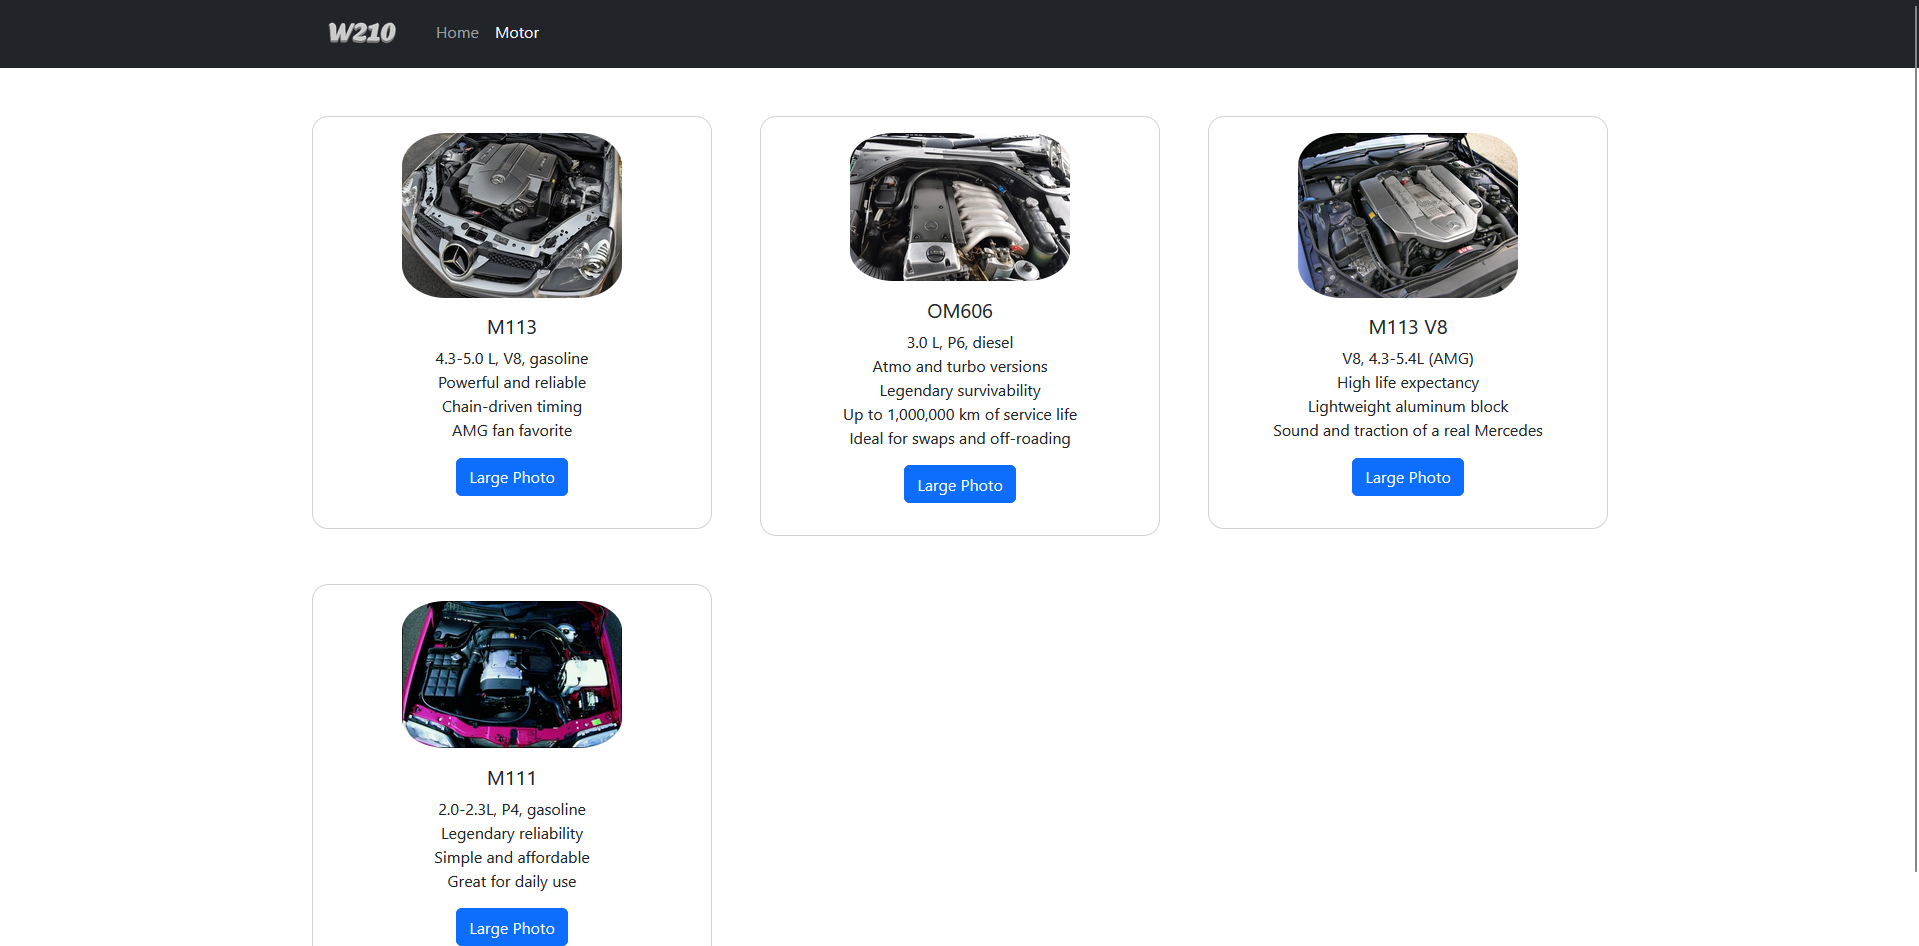 W210
Home
Motor
M113
4.3-5.0 L, V8, gasoline
Powerful and reliable
Chain-driven timing
AMG fan favorite
Large Photo
OM606
3.0 L, P6, diesel
Atmo and turbo versions
Legendary survivability
Up to 1,000,000 km of service life
Ideal for swaps and off-roading
Large Photo
M113 V8
V8, 4.3-5.4L (AMG)
High life expectancy
Lightweight aluminum block
Sound and traction of a real Mercedes
Large Photo
M111
2.0-2.3L, P4, gasoline
Legendary reliability
Simple and affordable
Great for daily use
Large Photo